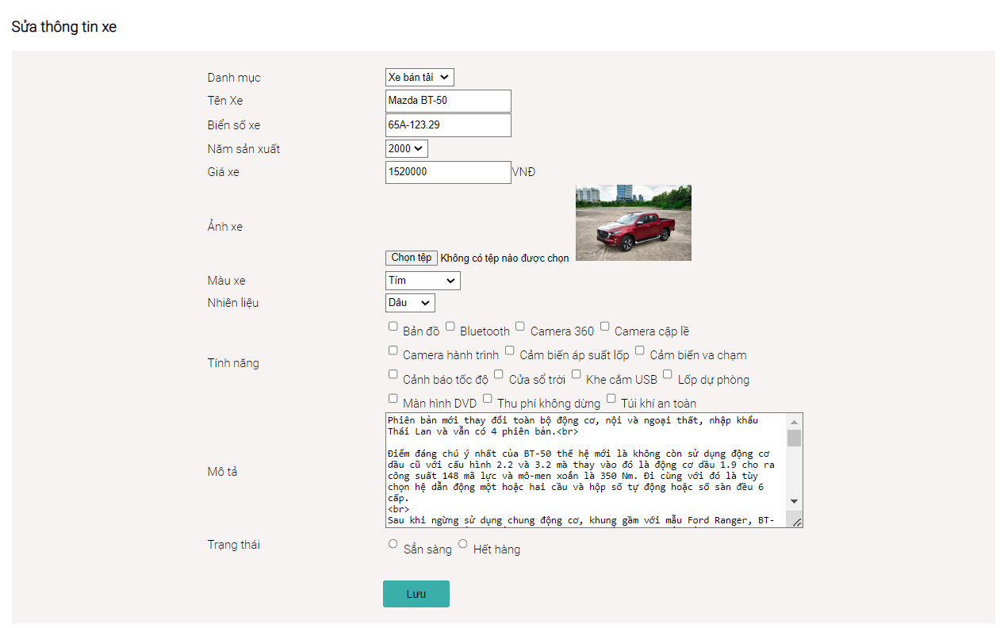 Sửa thông tin xe
Danh mục Xe bán tải
Tên Xe Mazda BT-50
Biển số xe 65A-123.29
Năm sản xuất 2000
Giá xe 1520000 VNĐ
Ảnh xe Chọn tệp Không có tệp nào được chọn
Màu xe Tím
Nhiên liệu Dâu
Tính năng
Bản đồ Bluetooth Camera 360 Camera cập lề
Camera hành trình Cảm biến áp suất lốp Cảm biến va chạm
Cảnh báo tốc độ Cửa sổ trời Khe cắm USB Lốp dự phòng
Màn hình DVD Thu phí không dừng Túi khí an toàn
Mô tả
Phiên bản mới thay đổi toàn bộ động cơ, nội và ngoại thất, nhập khẩu
Thái Lan và vẫn có 4 phiên bản.<br>
Điểm đáng chú ý nhất của BT-50 thế hệ mới là không còn sử dụng động cơ
dầu cũ với cấu hình 2.2 và 3.2 mà thay vào đó là động cơ dầu 1.9 cho ra
công suất 148 mã lực và mô-men xoắn là 350 Nm. Đi cùng với đó là tùy
chọn hệ dẫn động một hoặc hai cầu và hộp số tự động hoặc số sàn đều 6
cấp.
<br>
Sau khi ngừng sử dụng chung động cơ, khung gầm với mẫu Ford Ranger, BT-
Trạng thái Sẳn sàng Hết hàng
Lưu